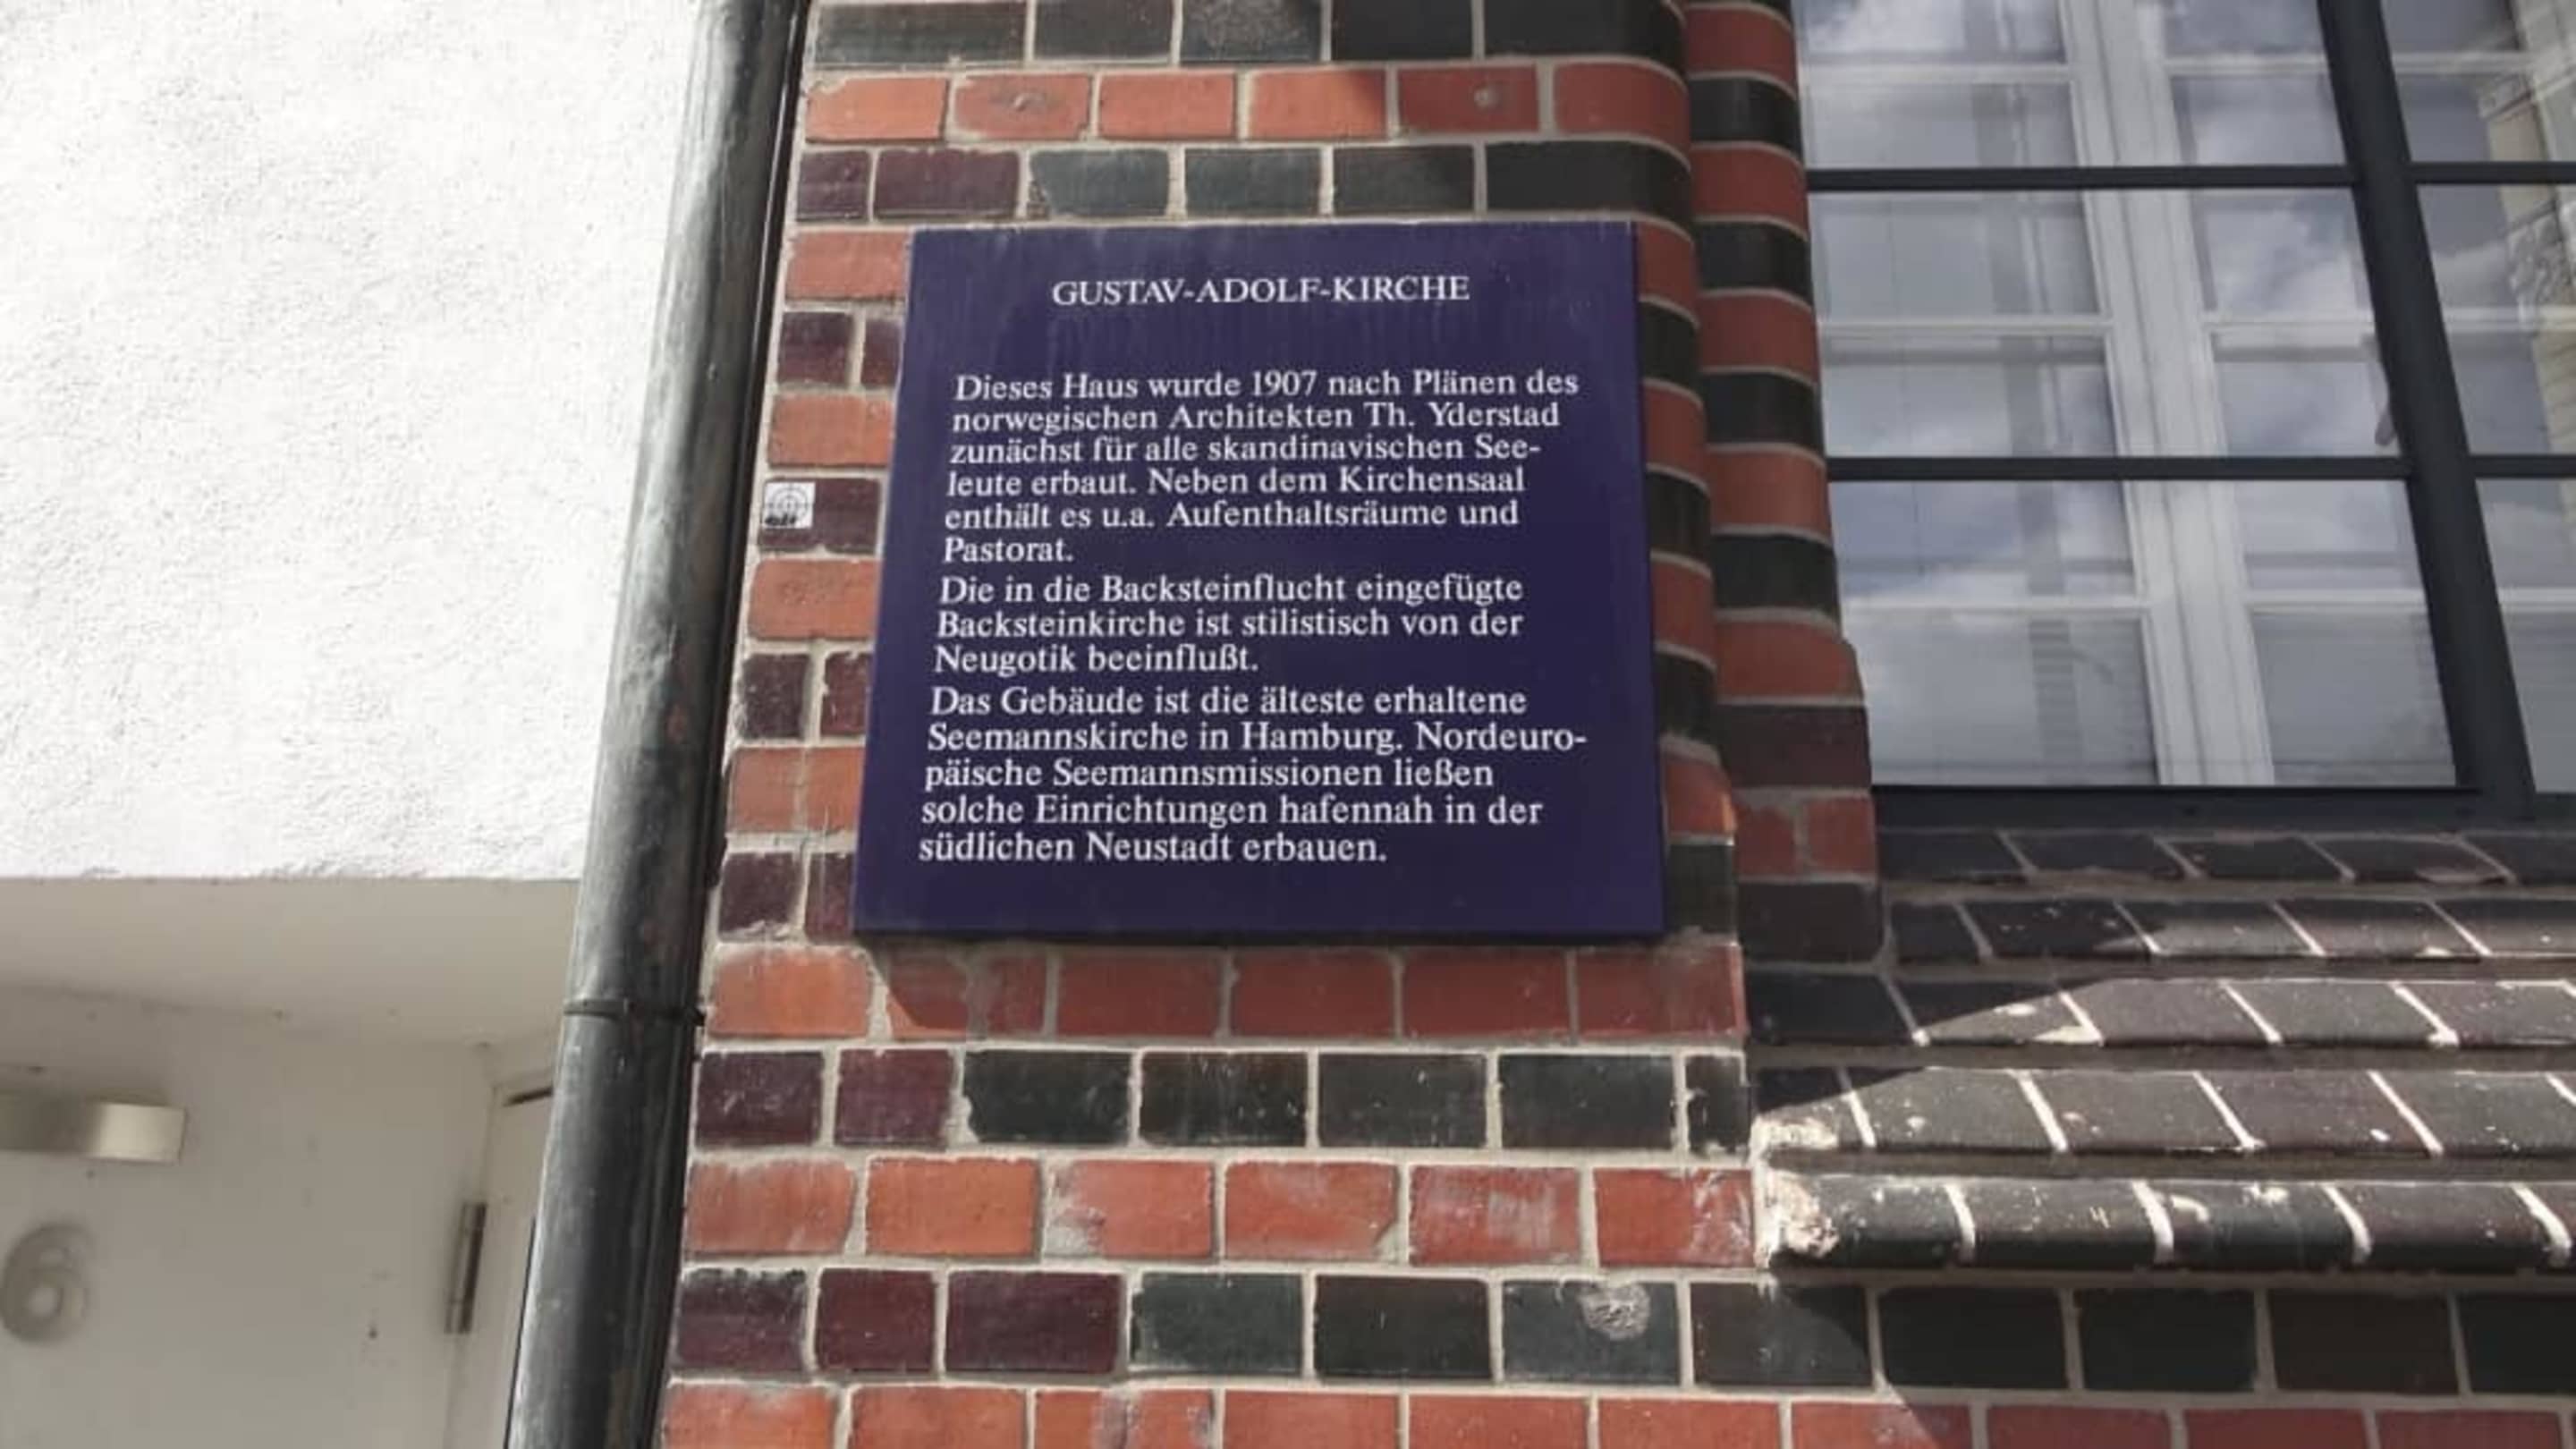 GUSTAV-ADOLF-KIRCHE
Dieses Haus wurde 1907 nach Plänen des
norwegischen Architekten Th. Yderstad
zunächst für alle skandinavischen See-
leute erbaut. Neben dem Kirchensaal
enthält es u.a. Aufenthaltsräume und
Pastorat.
Die in die Backsteinflucht eingefügte
Backsteinkirche ist stilistisch von der
Neugotik beeinflußt.
Das Gebäude ist die älteste erhaltene
Seemannskirche in Hamburg. Nordeuro-
päische Seemannsmissionen ließen
solche Einrichtungen hafennah in der
südlichen Neustadt erbauen.
6